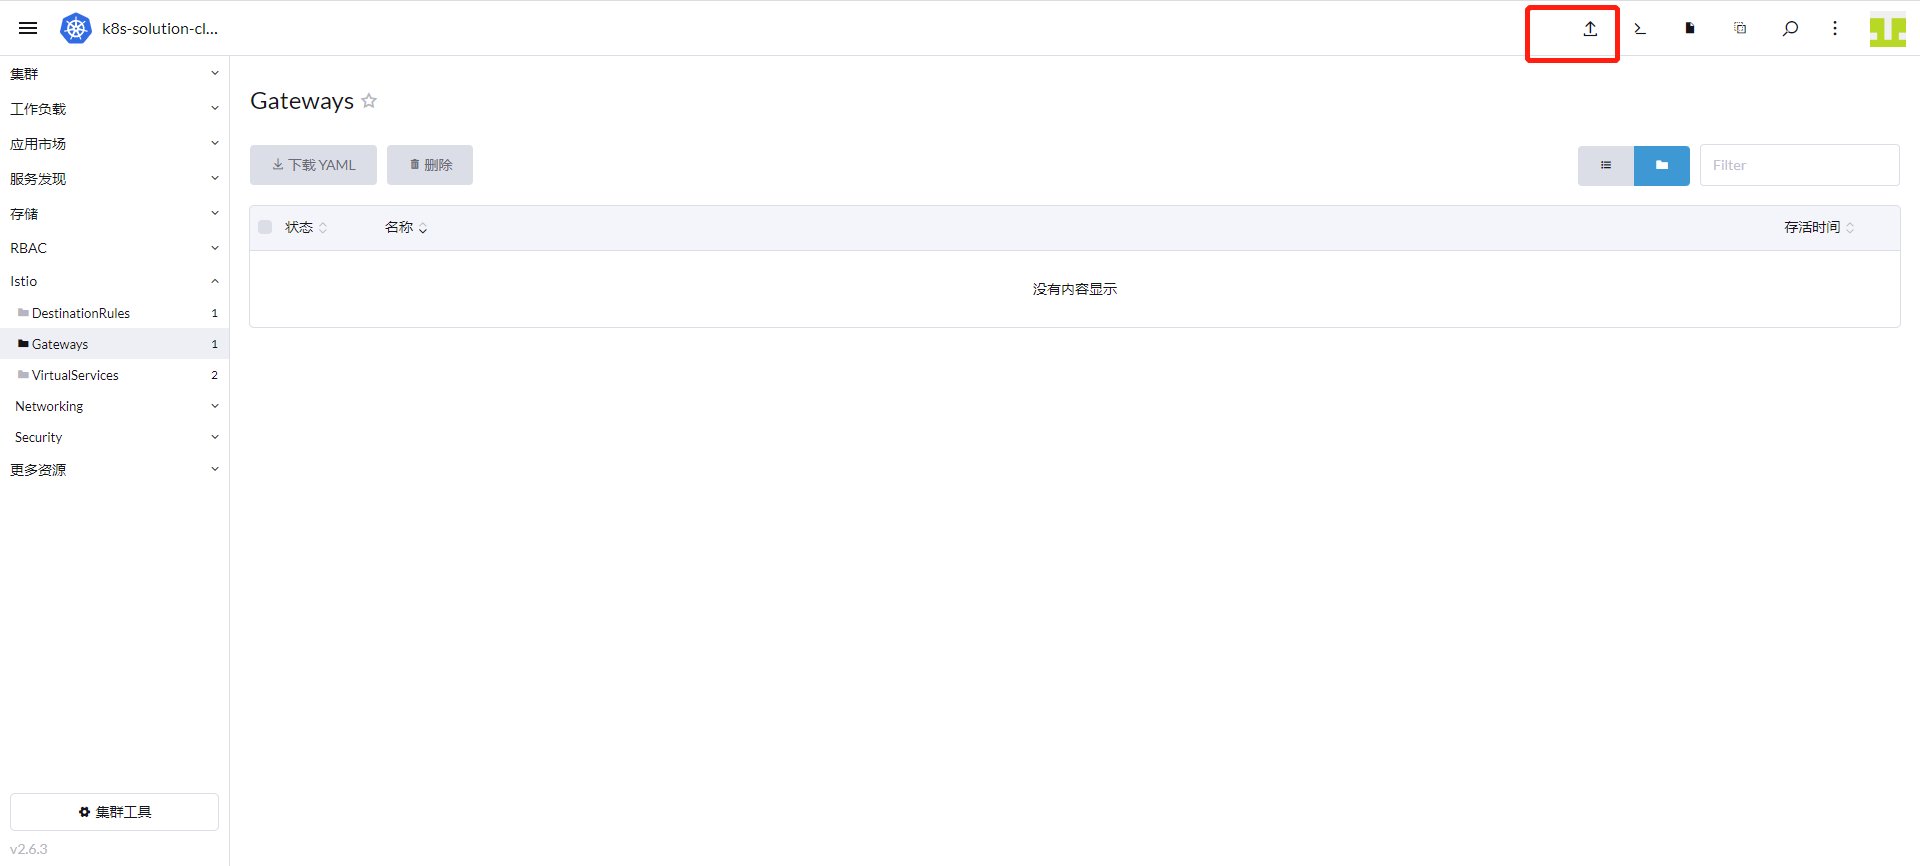 k8s-solution-cl...
集群
工作负载
应用市场
服务发现
存储
RBAC
Istio
DestinationRules 1
Gateways 1
VirtualServices 2
Networking
Security
更多资源
集群工具
v2.6.3
Gateways
下载 YAML 删除 Filter
状态 名称 存活时间
没有内容显示